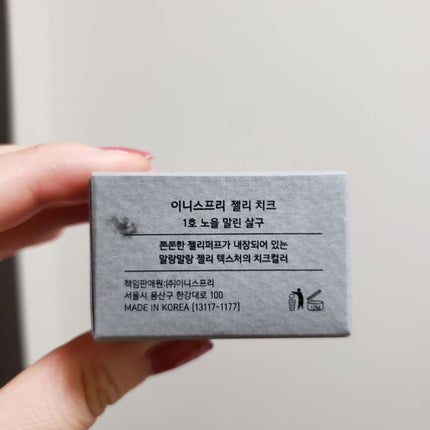 이니스프리 젤리 치크
1호 노을 말린 살구
쫀쫀한 젤리퍼프가 내장되어 있는
말랑말랑 젤리 텍스처의 치크컬러
책임판매원:㈜이니스프리
서울시 용산구 한강대로 100
MADE IN KOREA [13117-1177]
12M